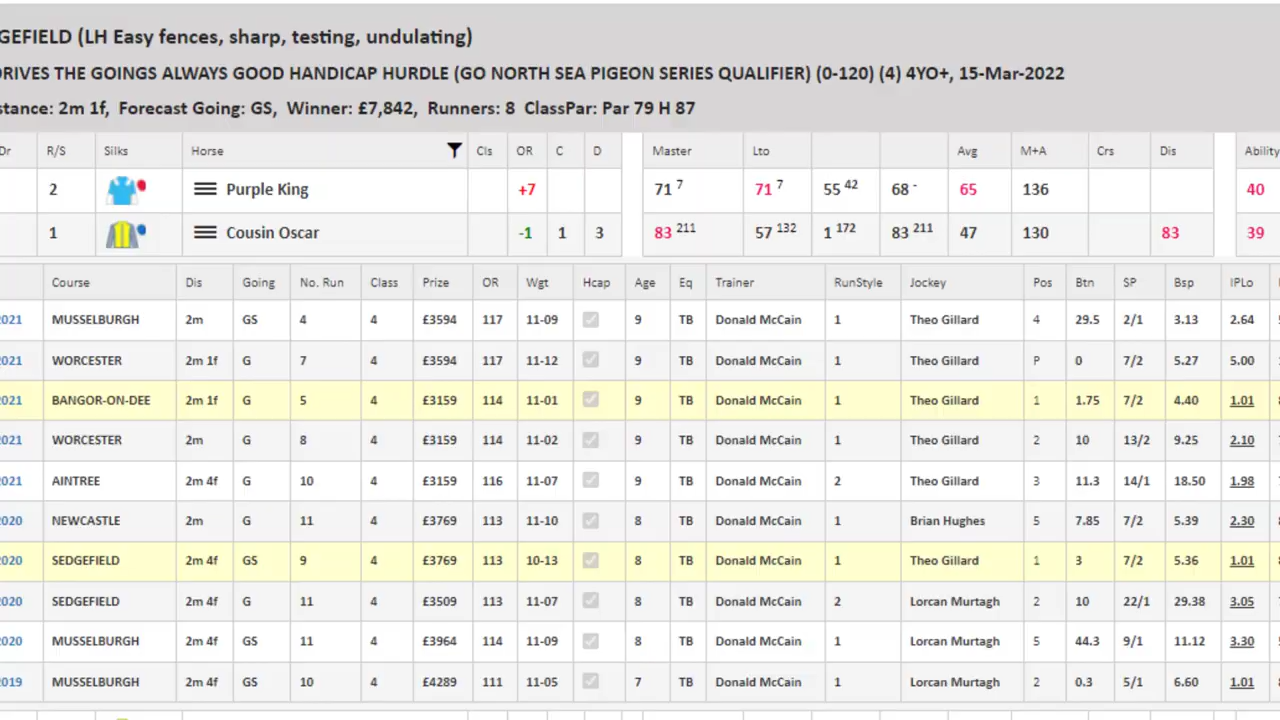 GEFIELD (LH Easy fences, sharp, testing, undulating)
DRIVES THE GOINGS ALWAYS GOOD HANDICAP HURDLE (GO NORTH SEA PIGEON SERIES QUALIFIER) (0-120) (4) 4YO+, 15-Mar-2022
stance: 2m 1f, Forecast Going: GS, Winner: £7,842, Runners: 8 ClassPar: Par 79 H 87
Dr R/S Silks Horse Cls OR C D Master Lto Avg M+A Crs Dis Ability
2 Purple King +7 71 7 71 7 55 42 68 - 65 136 40
1 Cousin Oscar -1 1 3 83 211 57 132 1 172 83 211 47 130 83 39
Course Dis Going No. Run Class Prize OR Wgt Hcap Age Eq Trainer RunStyle Jockey Pos Btn SP Bsp IPLo
2021 MUSSELBURGH 2m GS 4 4 £3594 117 11-09 9 TB Donald McCain 1 Theo Gillard 4 29.5 2/1 3.13 2.64
2021 WORCESTER 2m 1f G 7 4 £3594 117 11-12 9 TB Donald McCain 1 Theo Gillard P 0 7/2 5.27 5.00
2021 BANGOR-ON-DEE 2m 1f G 5 4 £3159 114 11-01 9 TB Donald McCain 1 Theo Gillard 1 1.75 7/2 4.40 1.01
2021 WORCESTER 2m G 8 4 £3159 114 11-02 9 TB Donald McCain 1 Theo Gillard 2 10 13/2 9.25 2.10
2021 AINTREE 2m 4f G 10 4 £3159 116 11-07 9 TB Donald McCain 2 Theo Gillard 3 11.3 14/1 18.50 1.98
2020 NEWCASTLE 2m G 11 4 £3769 113 11-10 8 TB Donald McCain 1 Brian Hughes 5 7.85 7/2 5.39 2.30
2020 SEDGEFIELD 2m 4f GS 9 4 £3769 113 10-13 8 TB Donald McCain 1 Theo Gillard 1 3 7/2 5.36 1.01
2020 SEDGEFIELD 2m 4f G 11 4 £3509 113 11-07 8 TB Donald McCain 2 Lorcan Murtagh 2 10 22/1 29.38 3.05
2020 MUSSELBURGH 2m 4f GS 11 4 £3964 114 11-09 8 TB Donald McCain 1 Lorcan Murtagh 5 44.3 9/1 11.12 3.30
2019 MUSSELBURGH 2m 4f GS 10 4 £4289 111 11-05 7 TB Donald McCain 1 Lorcan Murtagh 2 0.3 5/1 6.60 1.01